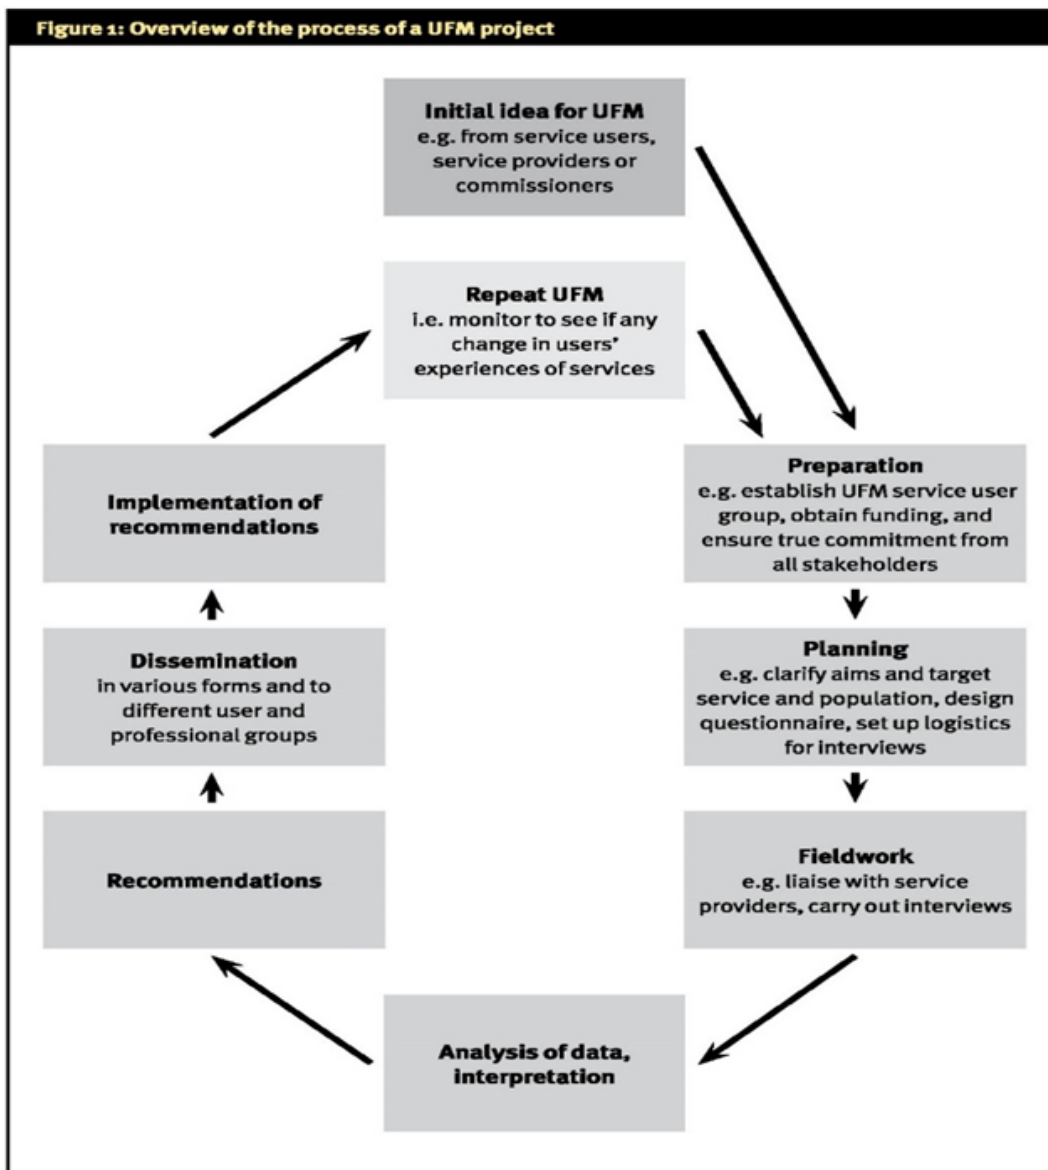 Figure 1: Overview of the process of a UFM project
Initial idea for UFM
e.g. from service users,
service providers or
commissioners
Repeat UFM
i.e. monitor to see if any
change in users'
experiences of services
Preparation
e.g. establish UFM service user
group, obtain funding, and
ensure true commitment from
all stakeholders
Planning
e.g. clarify aims and target
service and population, design
questionnaire, set up logistics
for interviews
Fieldwork
e.g. liaise with service
providers, carry out interviews
Analysis of data,
interpretation
Recommendations
Dissemination
in various forms and to
different user and
professional groups
Implementation of
recommendations